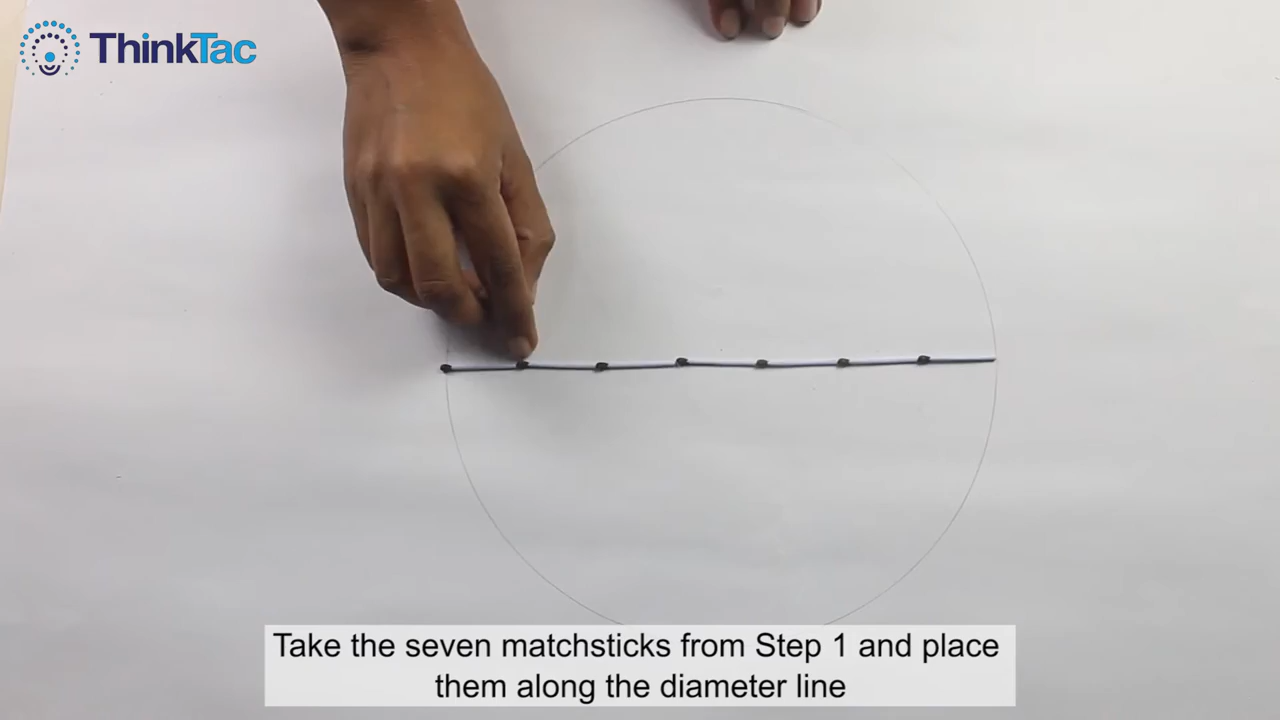 ThinkTac
Take the seven matchsticks from Step 1 and place
them along the diameter line